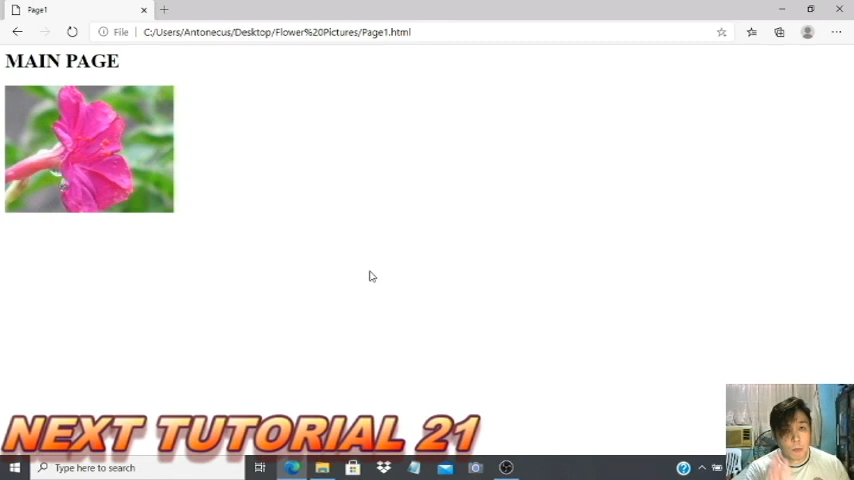 Page1
File
C:/Users/Antonecus/Desktop/Flower%20Pictures/Page1.html
MAIN PAGE
NEXT TUTORIAL 21
Type here to search